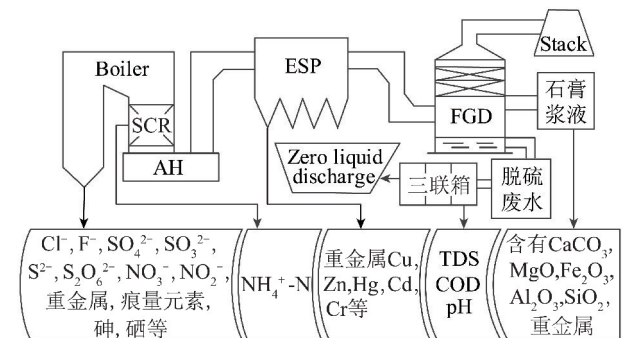 Stack
Boiler
ESP
石膏
浆液
SCR
FGD
AH
Zero liquid
discharge
三联箱
脱硫
废水
Cl⁻, F⁻, SO₄²⁻, SO₃²⁻,
S²⁻, S₂O₆²⁻, NO₃⁻, NO₂⁻,
重金属, 痕量元素,
砷, 硒等
NH₄⁺-N
重金属Cu,
Zn,Hg,Cd,
Cr等
TDS
COD
pH
含有CaCO₃,
MgO,Fe₂O₃,
Al₂O₃,SiO₂,
重金属